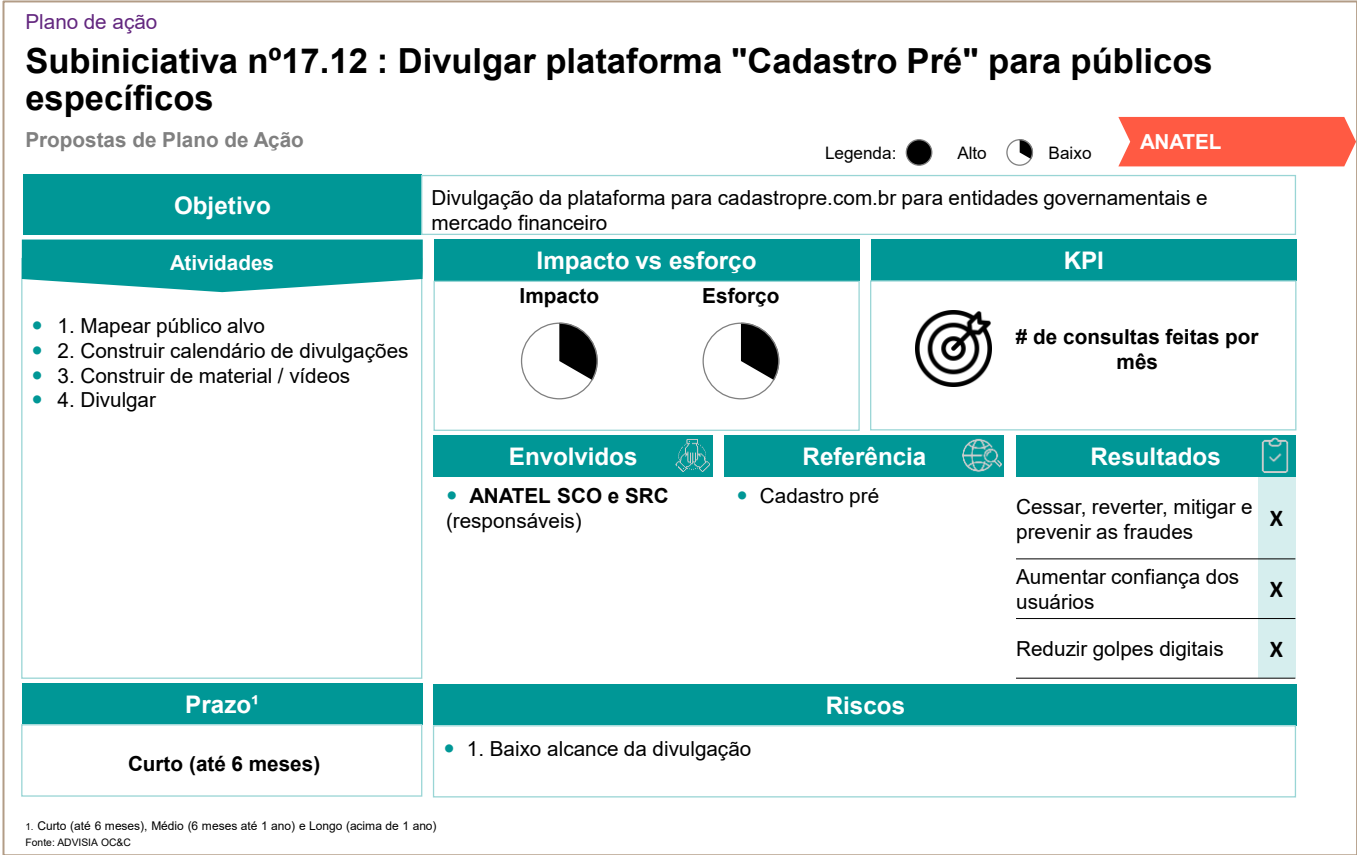 Plano de ação
Subiniciativa nº17.12 : Divulgar plataforma "Cadastro Pré" para públicos
específicos
Propostas de Plano de Ação
Legenda: Alto Baixo
ANATEL
Objetivo
Divulgação da plataforma para cadastropre.com.br para entidades governamentais e
mercado financeiro
Atividades
• 1. Mapear público alvo
• 2. Construir calendário de divulgações
• 3. Construir de material / vídeos
• 4. Divulgar
Impacto vs esforço
Impacto Esforço
KPI
# de consultas feitas por
mês
Envolvidos
• ANATEL SCO e SRC
(responsáveis)
Referência
• Cadastro pré
Resultados
Cessar, reverter, mitigar e
prevenir as fraudes
X
Aumentar confiança dos
usuários
X
Reduzir golpes digitais
X
Prazo¹
Curto (até 6 meses)
Riscos
• 1. Baixo alcance da divulgação
1. Curto (até 6 meses), Médio (6 meses até 1 ano) e Longo (acima de 1 ano)
Fonte: ADVISIA OC&C